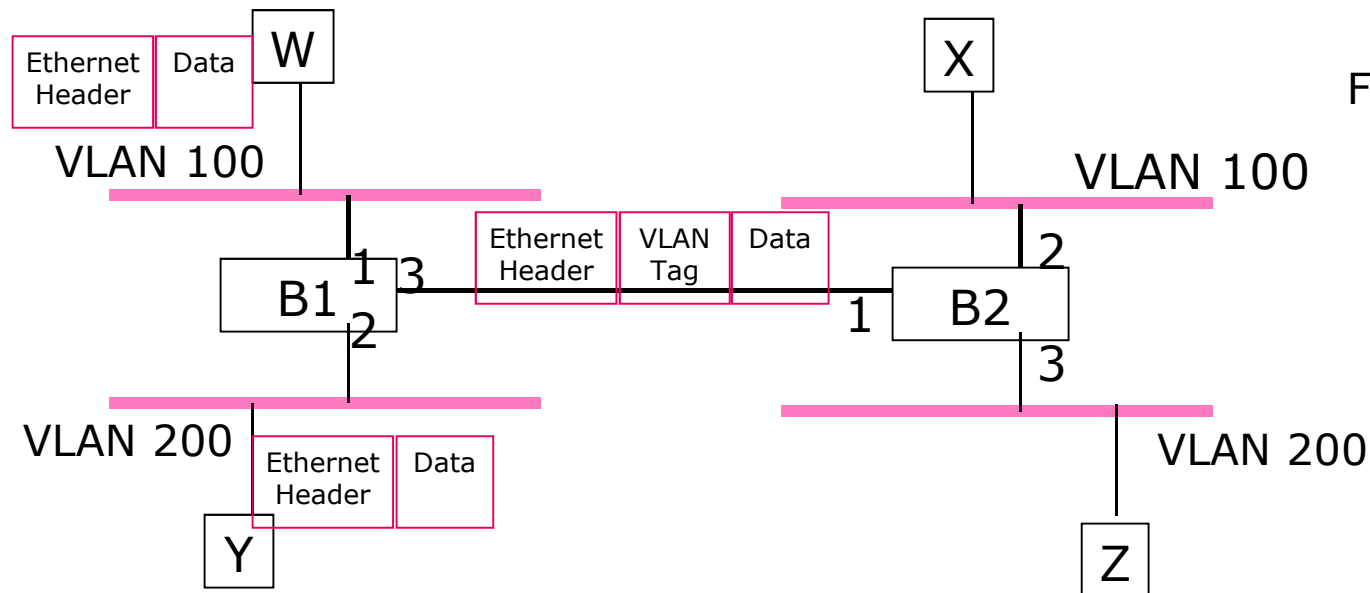 W
X
Ethernet
Header
Data
F
VLAN 100
VLAN 100
Ethernet
Header
VLAN
Tag
Data
1
3
B1
2
2
1
B2
3
VLAN 200
VLAN 200
Ethernet
Header
Data
Y
Z